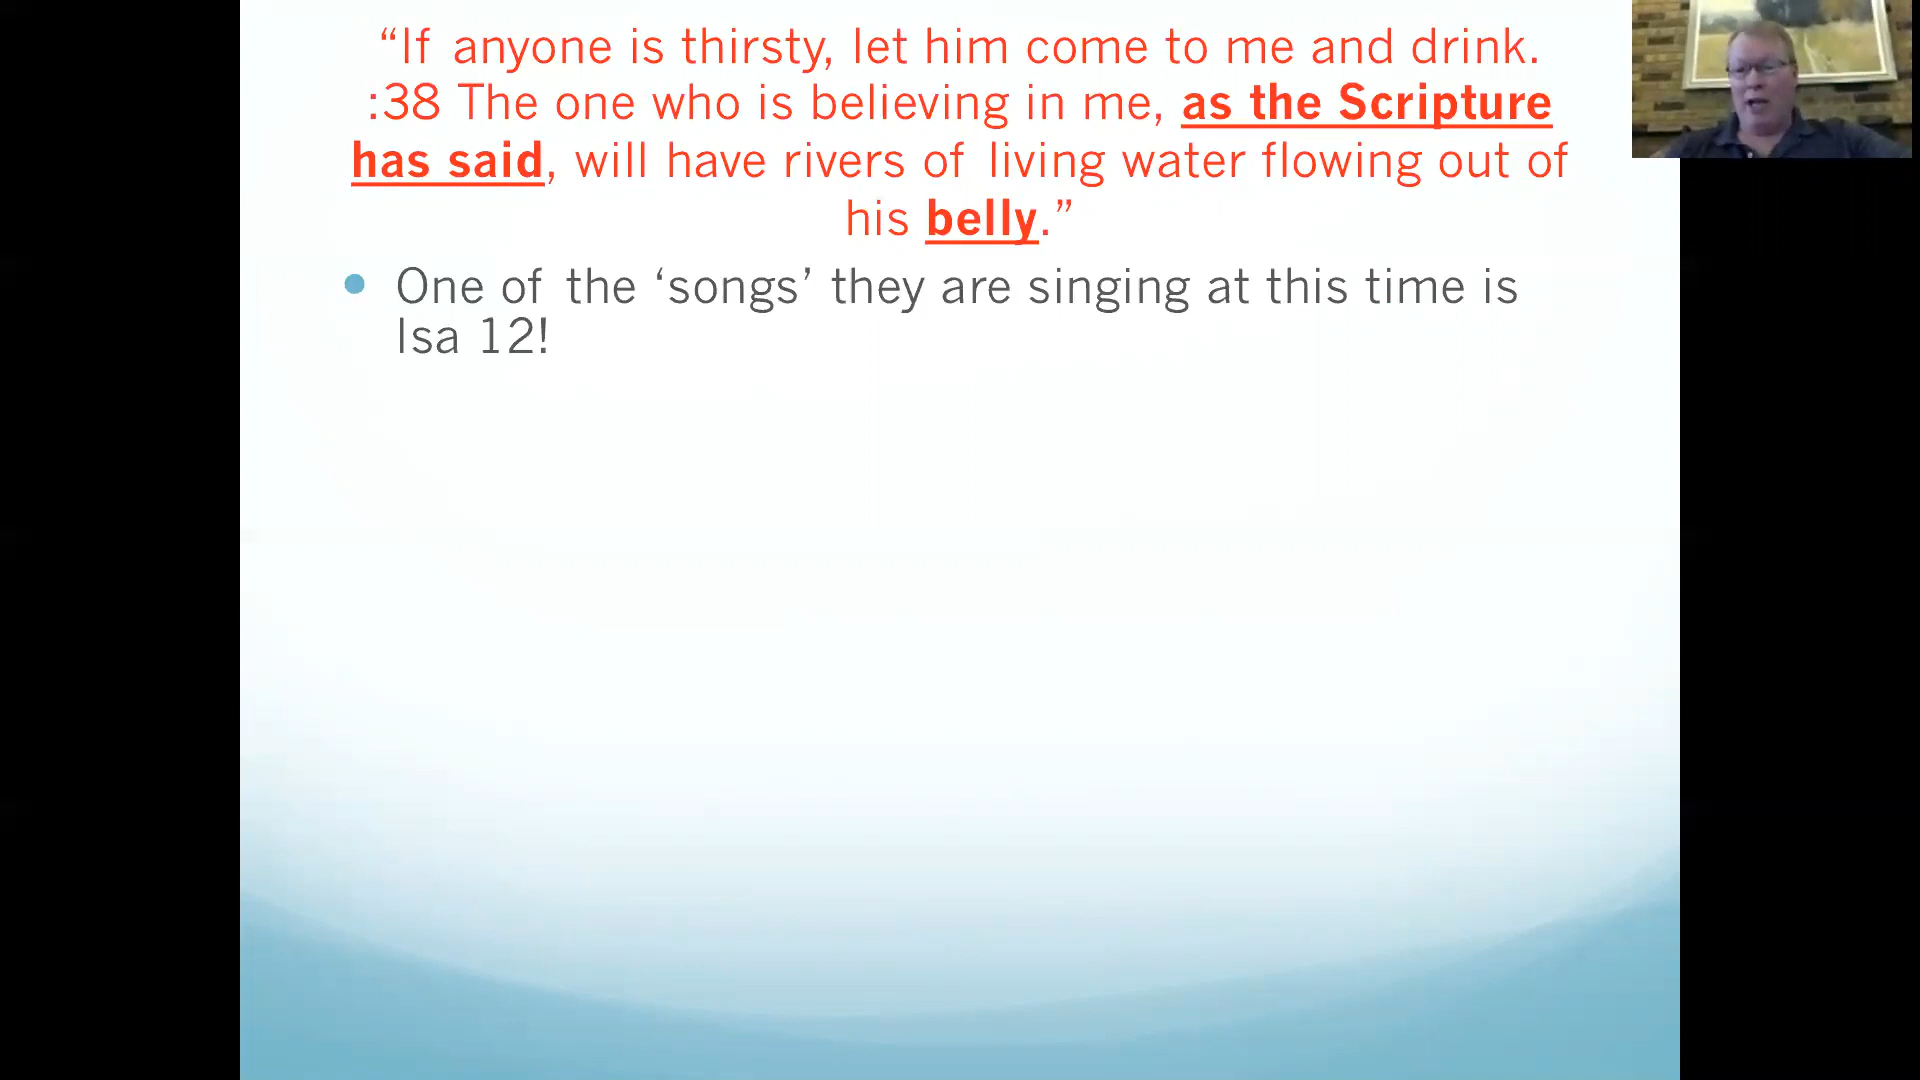 “If anyone is thirsty, let him come to me and drink.
:38 The one who is believing in me, as the Scripture
has said, will have rivers of living water flowing out of
his belly.”
One of the ‘songs’ they are singing at this time is
Isa 12!